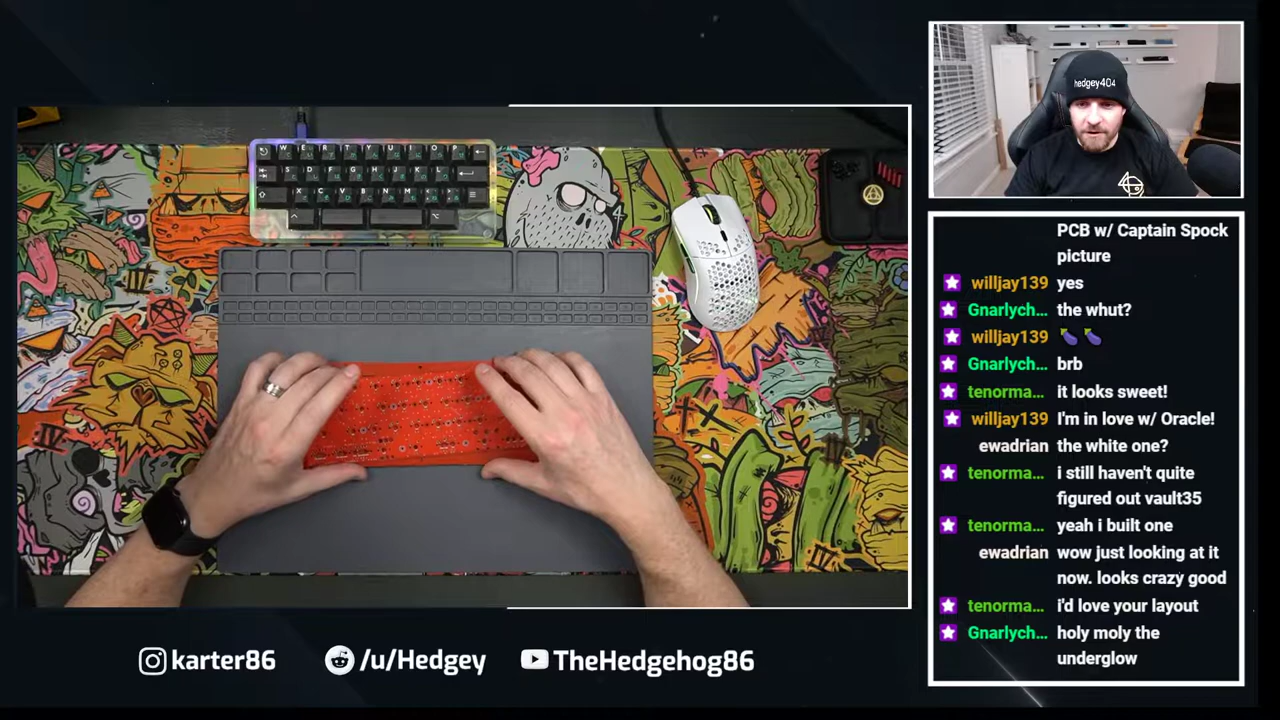 hedgey404
W E R T Y U I O P
S D F G H J K L
X C V B N M
PCB w/ Captain Spock
picture
willjay139 yes
Gnarlych... the whut?
willjay139 🍆 🍆
Gnarlych... brb
tenorma... it looks sweet!
willjay139 I'm in love w/ Oracle!
ewadrian the white one?
tenorma... i still haven't quite
figured out vault35
tenorma... yeah i built one
ewadrian wow just looking at it
now. looks crazy good
tenorma... i'd love your layout
Gnarlych... holy moly the
underglow
karter86
/u/Hedgey
TheHedgehog86